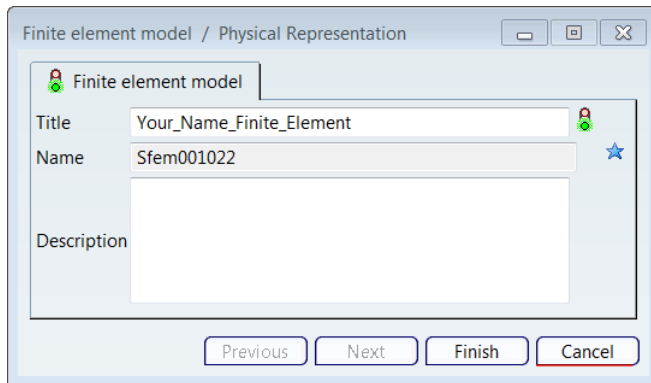 Finite element model / Physical Representation
Finite element model
Title Your_Name_Finite_Element
Name Sfem001022
Description
Previous Next Finish Cancel